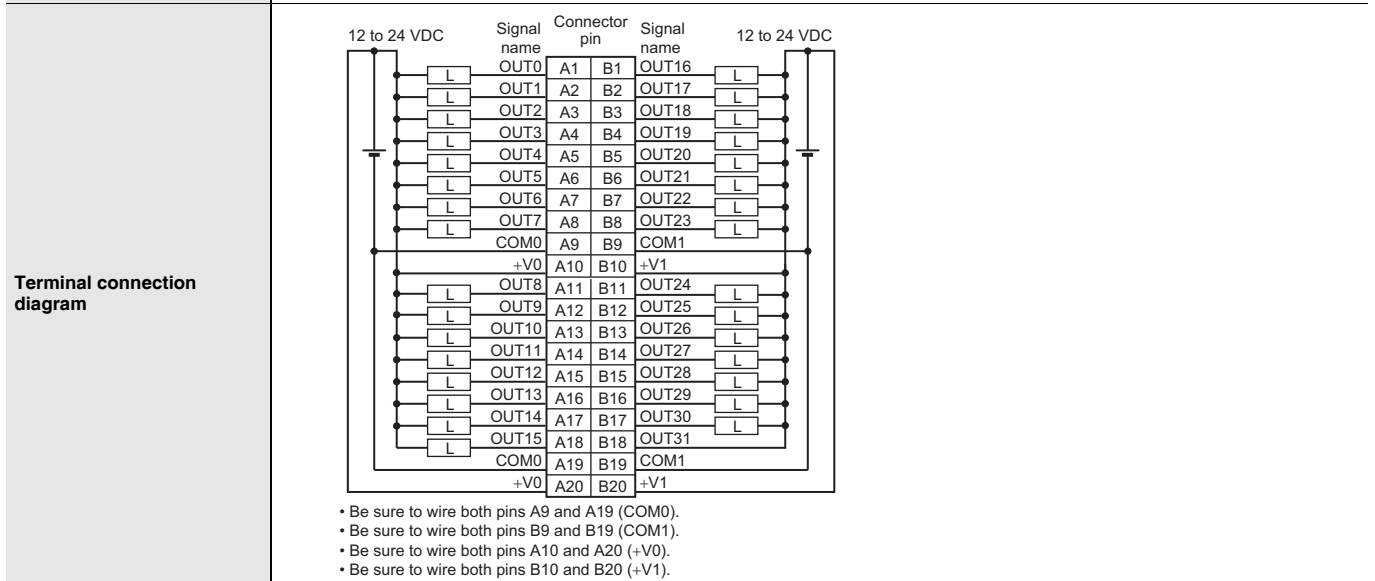 Terminal connection
diagram
12 to 24 VDC Signal name Connector pin Signal name 12 to 24 VDC
L OUT0 A1 B1 OUT16 L
L OUT1 A2 B2 OUT17 L
L OUT2 A3 B3 OUT18 L
L OUT3 A4 B4 OUT19 L
L OUT4 A5 B5 OUT20 L
L OUT5 A6 B6 OUT21 L
L OUT6 A7 B7 OUT22 L
L OUT7 A8 B8 OUT23 L
COM0 A9 B9 COM1
+V0 A10 B10 +V1
L OUT8 A11 B11 OUT24 L
L OUT9 A12 B12 OUT25 L
L OUT10 A13 B13 OUT26 L
L OUT11 A14 B14 OUT27 L
L OUT12 A15 B15 OUT28 L
L OUT13 A16 B16 OUT29 L
L OUT14 A17 B17 OUT30 L
L OUT15 A18 B18 OUT31
COM0 A19 B19 COM1
+V0 A20 B20 +V1
• Be sure to wire both pins A9 and A19 (COM0).
• Be sure to wire both pins B9 and B19 (COM1).
• Be sure to wire both pins A10 and A20 (+V0).
• Be sure to wire both pins B10 and B20 (+V1).